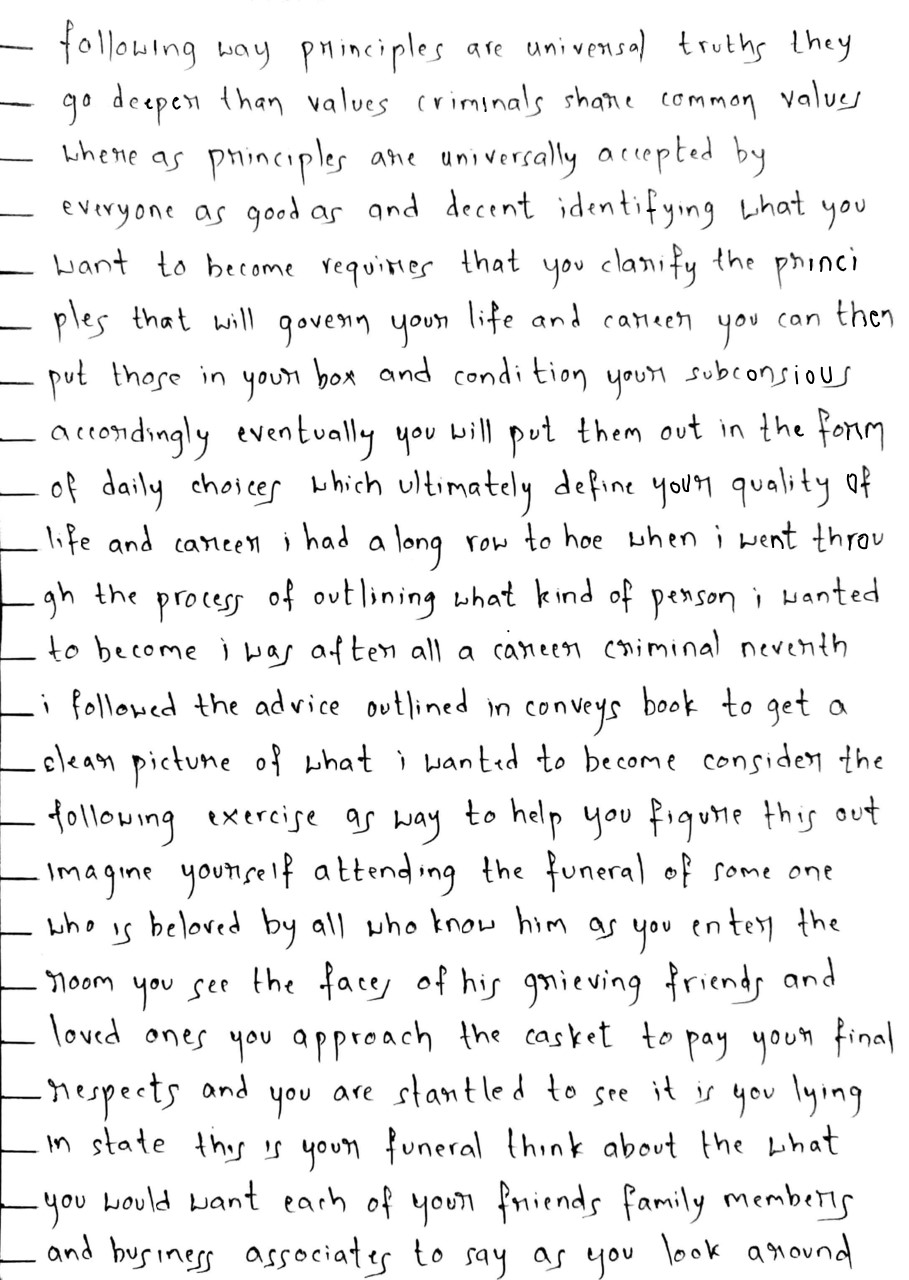 following way principles are universal truths they
go deeper than values criminals share common values
where as principles are universally accepted by
everyone as good as and decent identifying what you
want to become requires that you clarify the princi
ples that will govern your life and career you can then
put those in your box and condition your subconsious
accordingly eventually you will put them out in the form
of daily choices which ultimately define your quality of
life and career i had a long row to hoe when i went throu
gh the process of outlining what kind of person i wanted
to become i was after all a career criminal neverth
i followed the advice outlined in conveys book to get a
clear picture of what i wanted to become consider the
following exercise as way to help you figure this out
imagine yourself attending the funeral of some one
who is beloved by all who know him as you enter the
room you see the faces of his grieving friends and
loved ones you approach the casket to pay your final
respects and you are startled to see it is you lying
in state this is your funeral think about the what
you would want each of your friends family members
and business associates to say as you look around